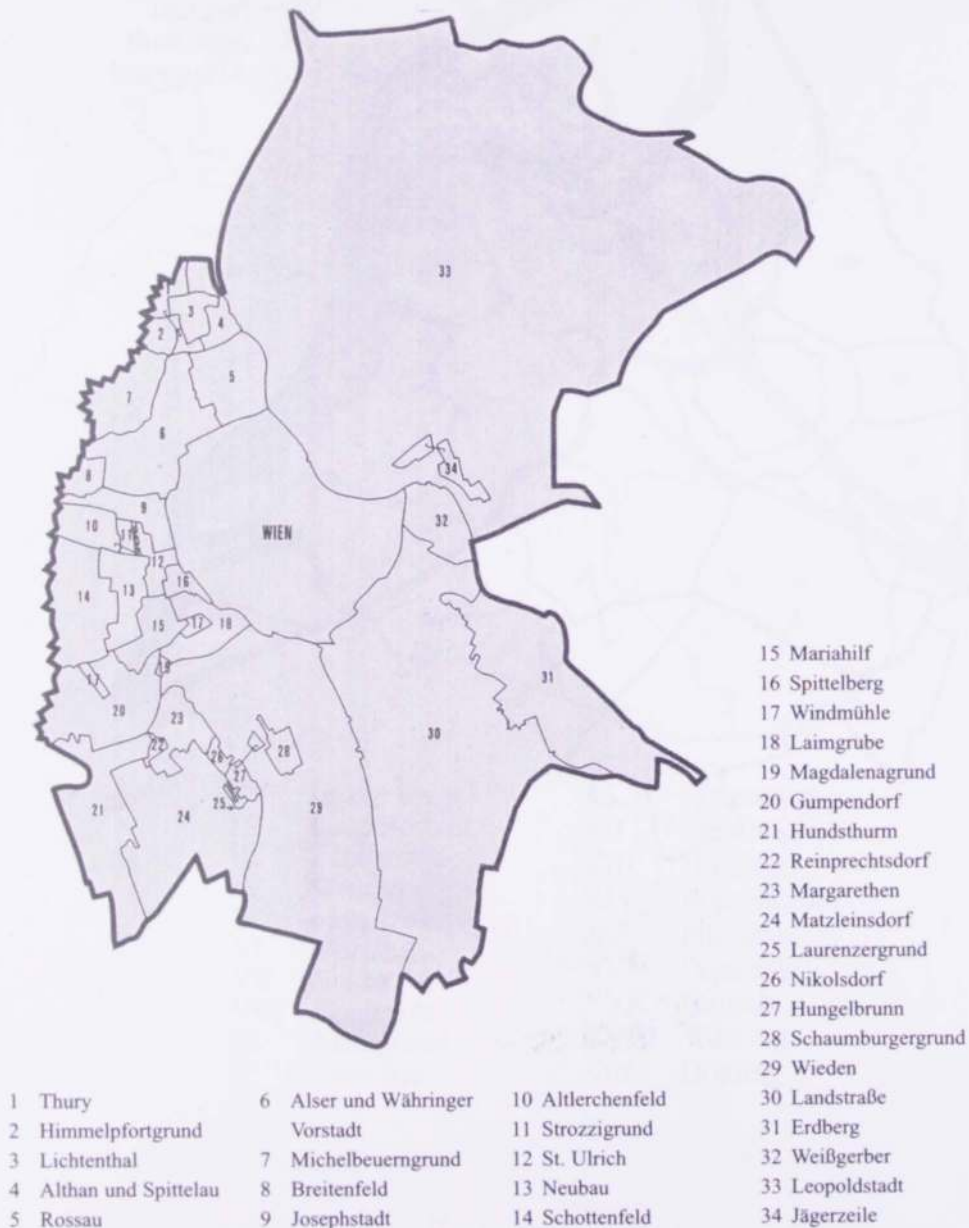 33
3
4
2
5
7
6
8
9
10
11
WIEN
32
34
12
16
13
14
15
17
18
31
20
23
30
22
26
28
27
21
25
24
29
15 Mariahilf
16 Spittelberg
17 Windmühle
18 Laimgrube
19 Magdalenagrund
20 Gumpendorf
21 Hundsthurm
22 Reinprechtsdorf
23 Margarethen
24 Matzleinsdorf
25 Laurenzergrund
26 Nikolsdorf
27 Hungelbrunn
28 Schaumburgergrund
29 Wieden
30 Landstraße
31 Erdberg
32 Weißgerber
33 Leopoldstadt
34 Jägerzeile
1 Thury
2 Himmelpfortgrund
3 Lichtenthal
4 Althan und Spittelau
5 Rossau
6 Alser und Währinger
Vorstadt
7 Michelbeuerngrund
8 Breitenfeld
9 Josephstadt
10 Altlerchenfeld
11 Strozzigrund
12 St. Ulrich
13 Neubau
14 Schottenfeld